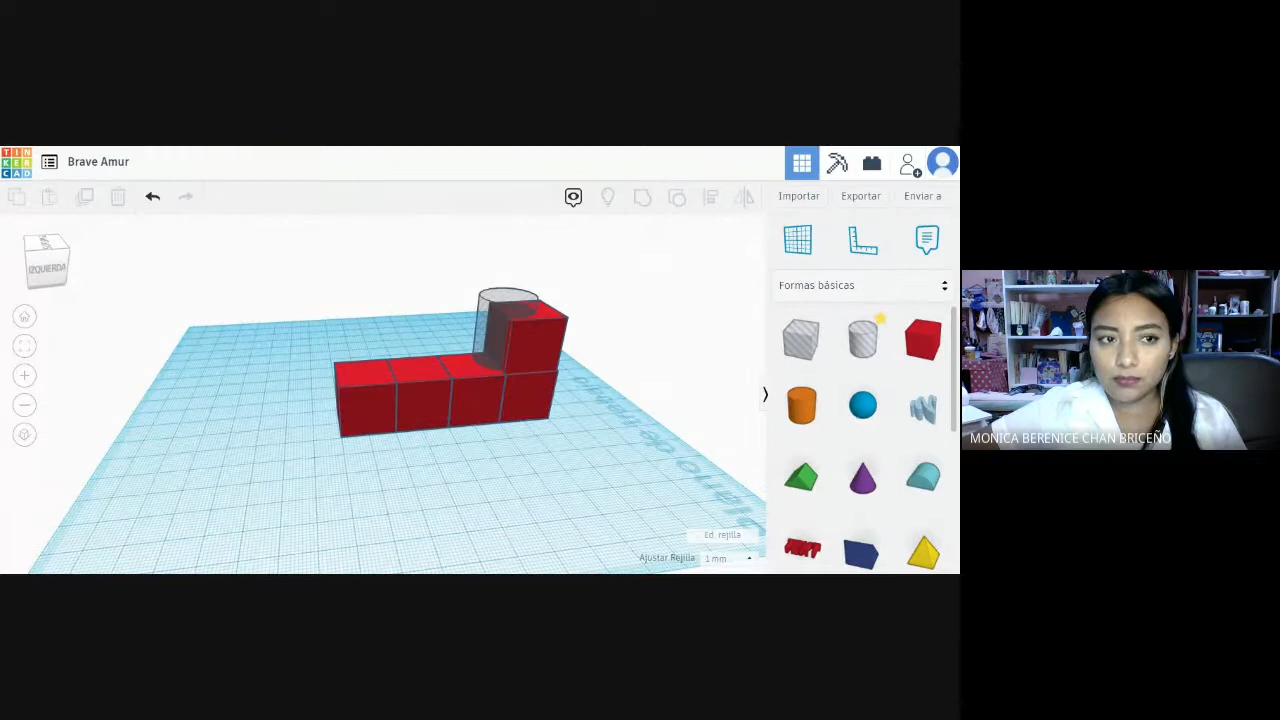 TIN
KER
CAD
Brave Amur
Importar
Exportar
Enviar a
IZQUIERDA
Formas básicas
Ed. rejilla
Ajustar Rejilla
1 mm
TEXT
MONICA BERENICE CHAN BRICEÑO